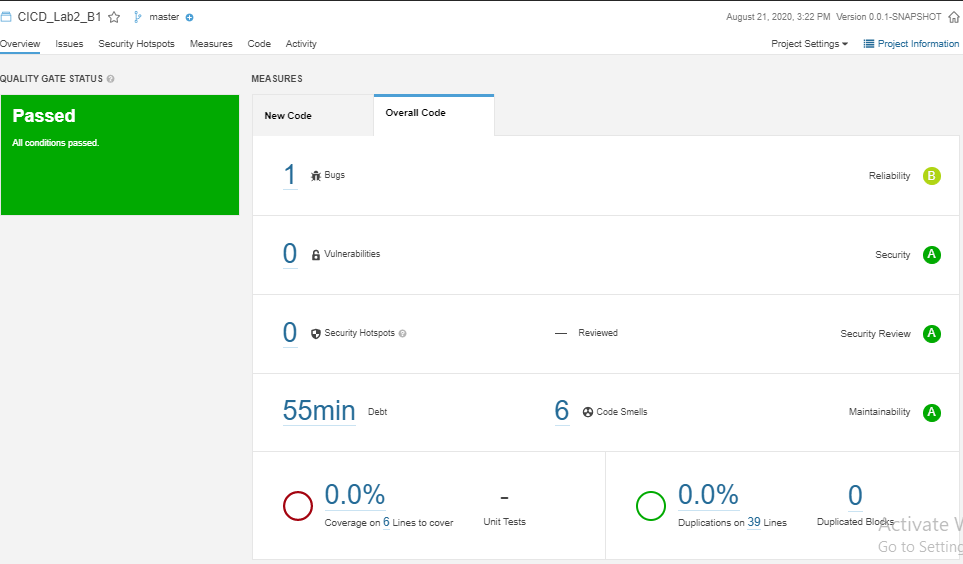 CICD_Lab2_B1 master August 21, 2020, 3:22 PM Version 0.0.1-SNAPSHOT
Overview Issues Security Hotspots Measures Code Activity Project Settings Project Information
QUALITY GATE STATUS ? MEASURES
Passed
All conditions passed.
New Code Overall Code
1 Bugs Reliability B
0 Vulnerabilities Security A
0 Security Hotspots ? — Reviewed Security Review A
55min Debt 6 Code Smells Maintainability A
0.0% - 0.0% 0
Coverage on 6 Lines to cover Unit Tests Duplications on 39 Lines Duplicated Blocks
Activate
Go to Setting